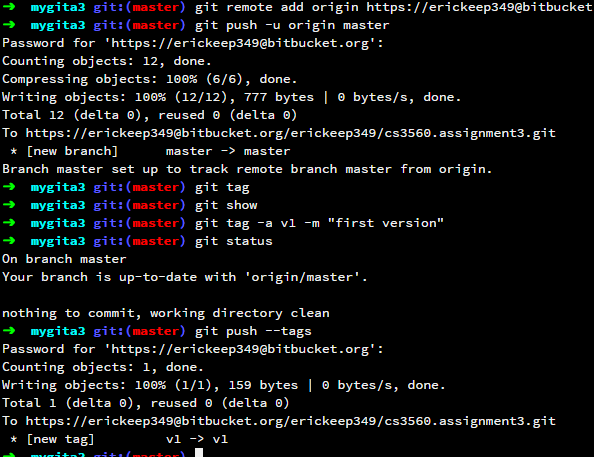 ➜  mygita3 git:(master) git remote add origin https://erickeep349@bitbucket
➜  mygita3 git:(master) git push -u origin master
Password for 'https://erickeep349@bitbucket.org':
Counting objects: 12, done.
Compressing objects: 100% (6/6), done.
Writing objects: 100% (12/12), 777 bytes | 0 bytes/s, done.
Total 12 (delta 0), reused 0 (delta 0)
To https://erickeep349@bitbucket.org/erickeep349/cs3560.assignment3.git
 * [new branch]      master -> master
Branch master set up to track remote branch master from origin.
➜  mygita3 git:(master) git tag
➜  mygita3 git:(master) git show
➜  mygita3 git:(master) git tag -a v1 -m "first version"
➜  mygita3 git:(master) git status
On branch master
Your branch is up-to-date with 'origin/master'.

nothing to commit, working directory clean
➜  mygita3 git:(master) git push --tags
Password for 'https://erickeep349@bitbucket.org':
Counting objects: 1, done.
Writing objects: 100% (1/1), 159 bytes | 0 bytes/s, done.
Total 1 (delta 0), reused 0 (delta 0)
To https://erickeep349@bitbucket.org/erickeep349/cs3560.assignment3.git
 * [new tag]         v1 -> v1
➜  mygita3 git:(master)